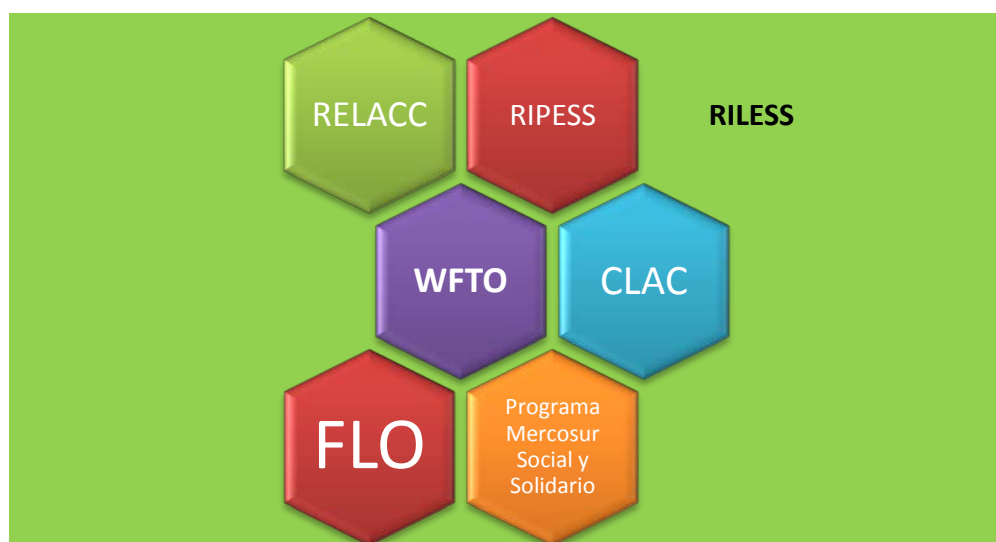 RELACC
RIPESS
RILESS
WFTO
CLAC
FLO
Programa
Mercosur
Social y
Solidario